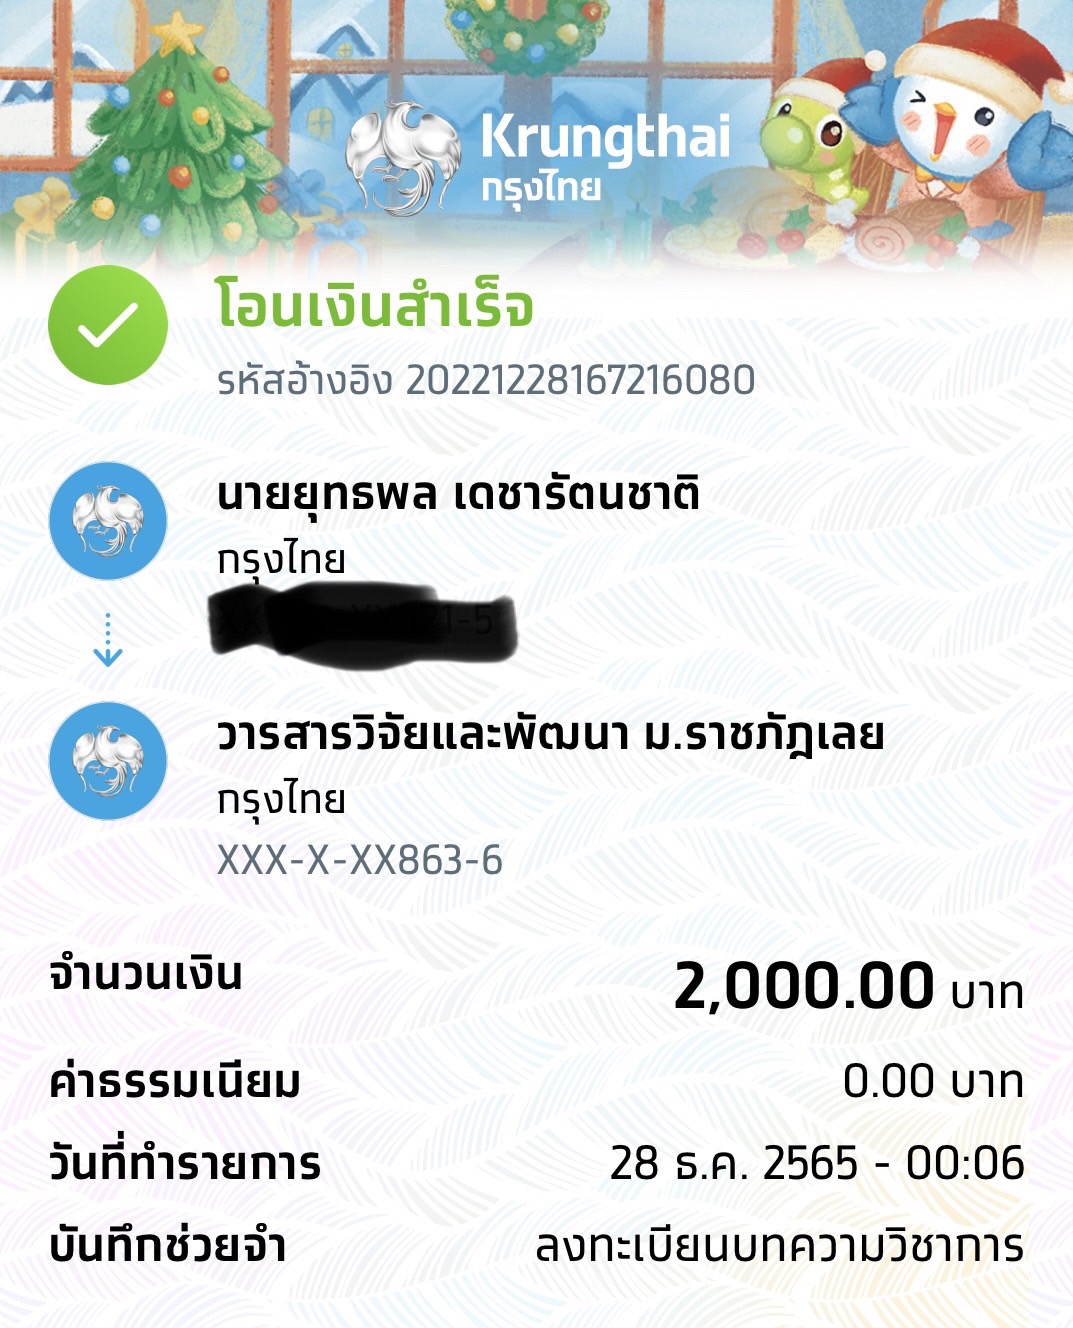 Krungthai
กรุงไทย
โอนเงินสำเร็จ
รหัสอ้างอิง 20221228167216080
นายยุทธพล เดชารัตนชาติ
กรุงไทย
วารสารวิจัยและพัฒนา ม.ราชภัฎเลย
กรุงไทย
XXX-X-XX863-6
จำนวนเงิน 2,000.00 บาท
ค่าธรรมเนียม 0.00 บาท
วันที่ทำรายการ 28 ธ.ค. 2565 - 00:06
บันทึกช่วยจำ ลงทะเบียนบทความวิชาการ